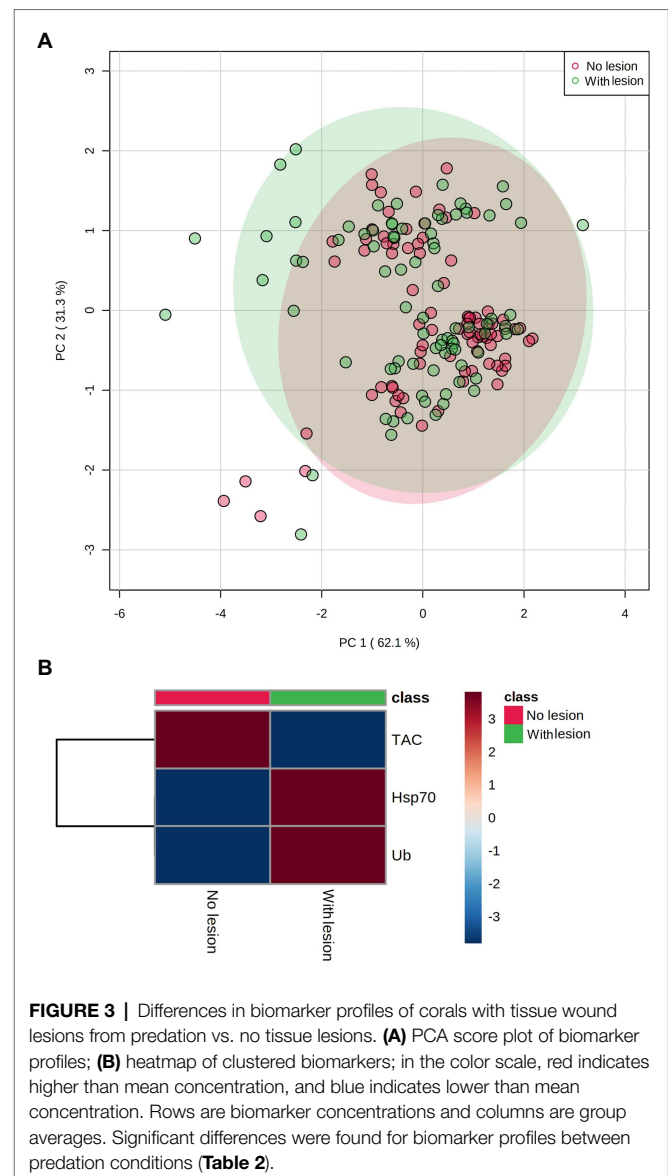 A
No lesion
With lesion
3
2
1
0
-1
-2
-3
PC 2 ( 31.3 %)
-6
-4
-2
0
2
4
PC 1 ( 62.1 %)
B
class
TAC
Hsp70
Ub
No lesion
With lesion
3
2
1
0
-1
-2
-3
class
No lesion
With lesion
FIGURE 3 | Differences in biomarker profiles of corals with tissue wound
lesions from predation vs. no tissue lesions. (A) PCA score plot of biomarker
profiles; (B) heatmap of clustered biomarkers; in the color scale, red indicates
higher than mean concentration, and blue indicates lower than mean
concentration. Rows are biomarker concentrations and columns are group
averages. Significant differences were found for biomarker profiles between
predation conditions (Table 2).